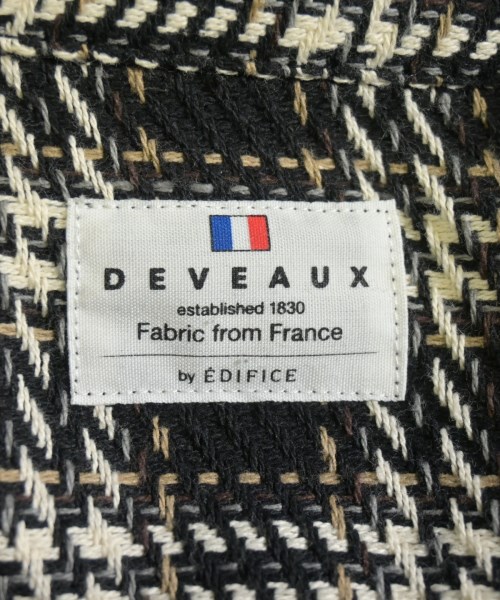 DEVEAUX
established 1830
Fabric from France
by ÉDIFICE